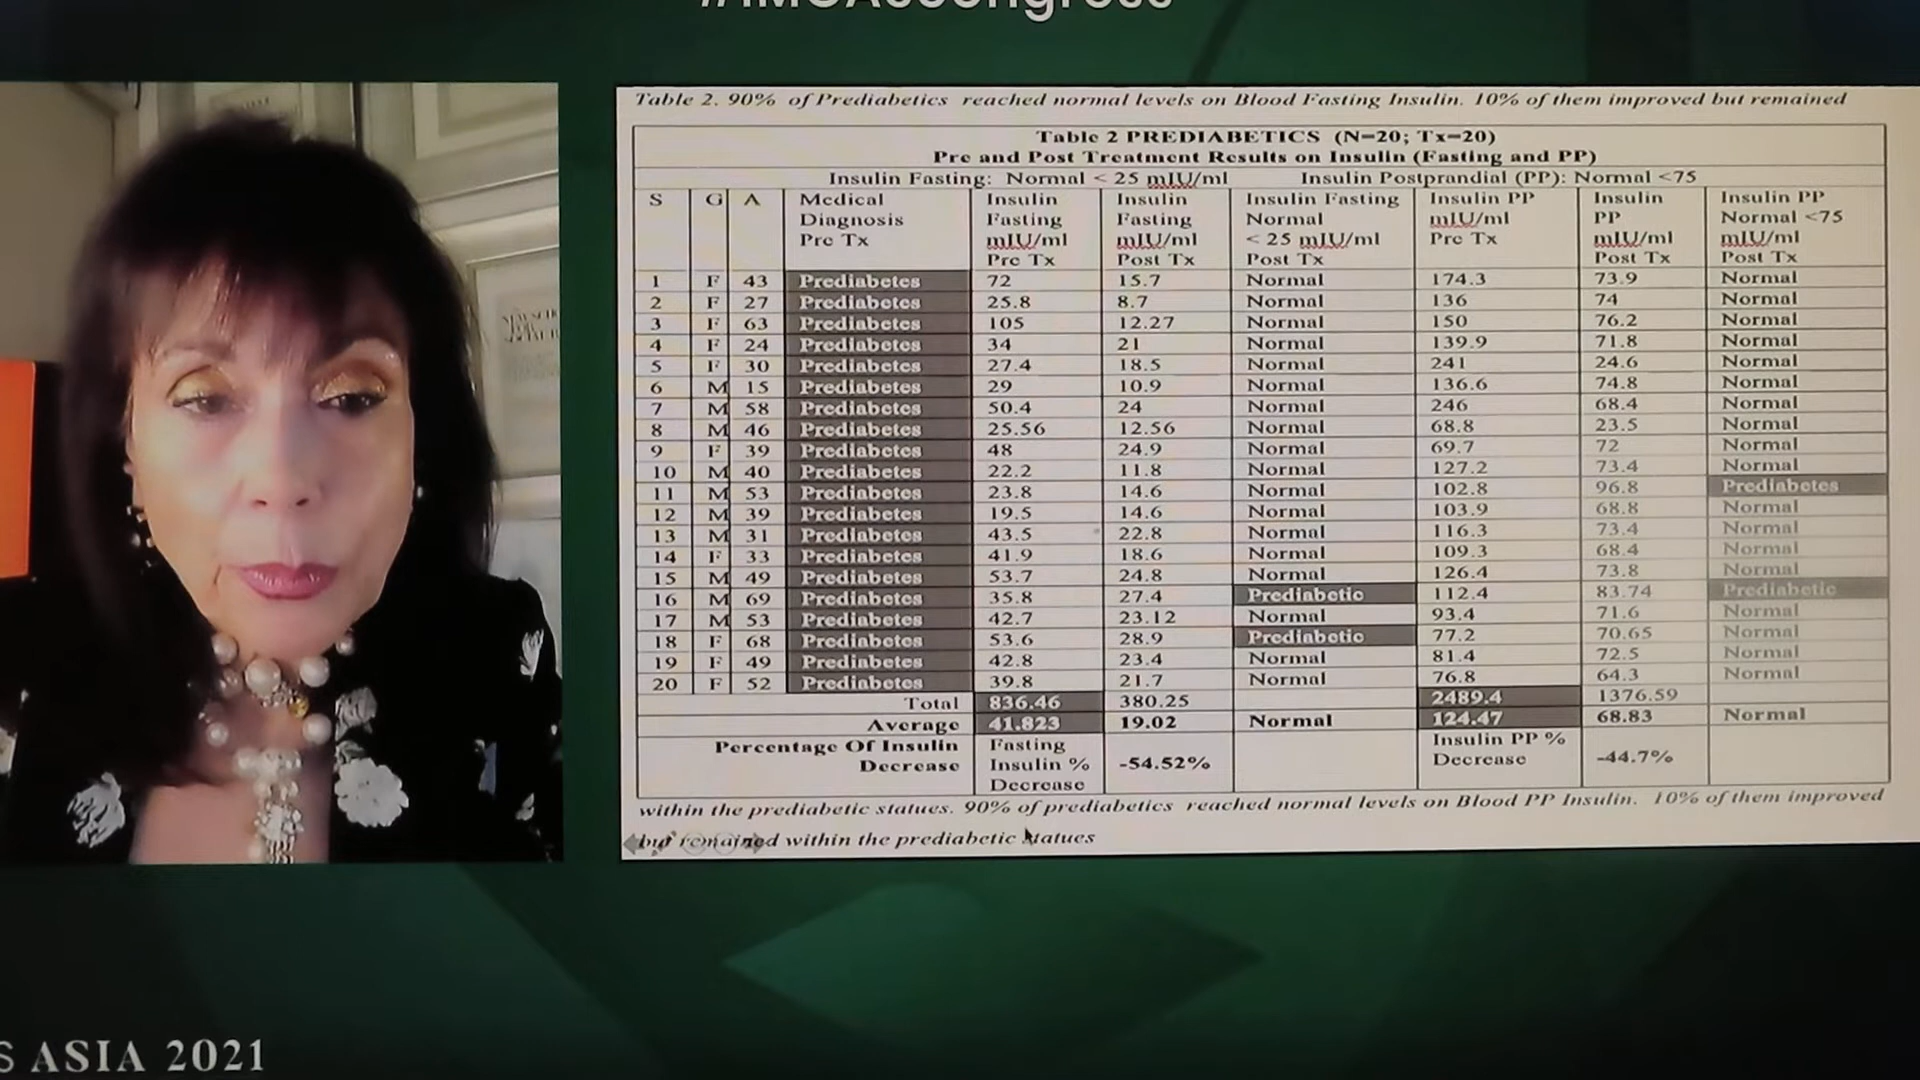 Table 2. 90% of Prediabetics reached normal levels on Blood Fasting Insulin. 10% of them improved but remained
Table 2 PREDIABETICS (N=20; Tx=20)
Pre and Post Treatment Results on Insulin (Fasting and PP)
Insulin Fasting: Normal < 25 mIU/ml Insulin Postprandial (PP): Normal <75
S G A Medical Diagnosis Pre Tx Insulin Fasting mIU/ml Pre Tx Insulin Fasting mIU/ml Post Tx Insulin Fasting Normal < 25 mIU/ml Post Tx Insulin PP mIU/ml Pre Tx Insulin PP mIU/ml Post Tx Insulin PP Normal <75 mIU/ml Post Tx
1 F 43 Prediabetes 72 15.7 Normal 174.3 73.9 Normal
2 F 27 Prediabetes 25.8 8.7 Normal 136 74 Normal
3 F 63 Prediabetes 105 12.27 Normal 150 76.2 Normal
4 F 24 Prediabetes 34 21 Normal 139.9 71.8 Normal
5 F 30 Prediabetes 27.4 18.5 Normal 241 24.6 Normal
6 M 15 Prediabetes 29 10.9 Normal 136.6 74.8 Normal
7 M 58 Prediabetes 50.4 24 Normal 246 68.4 Normal
8 M 46 Prediabetes 25.56 12.56 Normal 68.8 23.5 Normal
9 F 39 Prediabetes 48 24.9 Normal 69.7 72 Normal
10 M 40 Prediabetes 22.2 11.8 Normal 127.2 73.4 Normal
11 M 53 Prediabetes 23.8 14.6 Normal 102.8 96.8 Prediabetes
12 M 39 Prediabetes 19.5 14.6 Normal 103.9 68.8 Normal
13 M 31 Prediabetes 43.5 22.8 Normal 116.3 73.4 Normal
14 F 33 Prediabetes 41.9 18.6 Normal 109.3 68.4 Normal
15 M 49 Prediabetes 53.7 24.8 Normal 126.4 73.8 Normal
16 M 69 Prediabetes 35.8 27.4 Prediabetic 112.4 83.74 Prediabetic
17 M 53 Prediabetes 42.7 23.12 Normal 93.4 71.6 Normal
18 F 68 Prediabetes 53.6 28.9 Prediabetic 77.2 70.65 Normal
19 F 49 Prediabetes 42.8 23.4 Normal 81.4 72.5 Normal
20 F 52 Prediabetes 39.8 21.7 Normal 76.8 64.3 Normal
Total 836.46 380.25 2489.4 1376.59
Average 41.823 19.02 Normal 124.47 68.83 Normal
Percentage Of Insulin Decrease Fasting Insulin % Decrease -54.52% Insulin PP % Decrease -44.7%
within the prediabetic statues. 90% of prediabetics reached normal levels on Blood PP Insulin. 10% of them improved
but remained within the prediabetic statues
S ASIA 2021